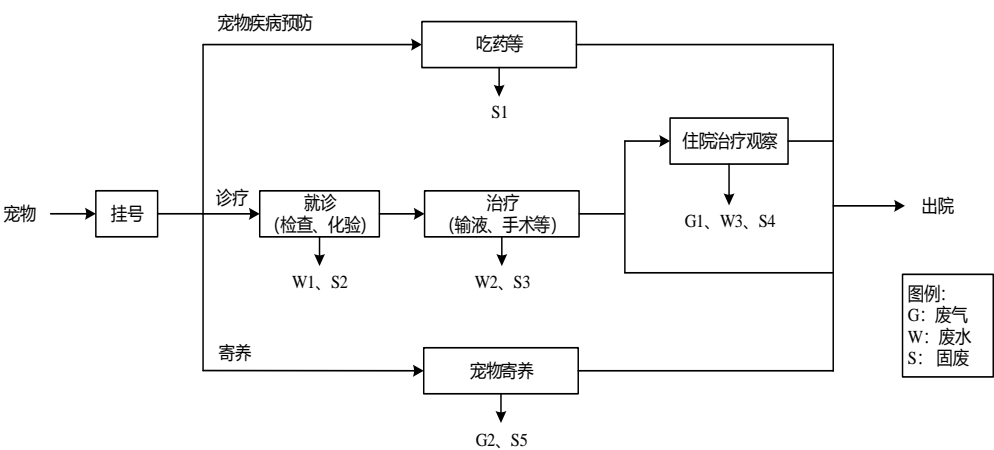 宠物疾病预防
吃药等
S1
住院治疗观察
G1、W3、S4
宠物
挂号
诊疗
就诊
(检查、化验)
治疗
(输液、手术等)
W1、S2
W2、S3
出院
寄养
宠物寄养
G2、S5
图例：
G：废气
W：废水
S：固废